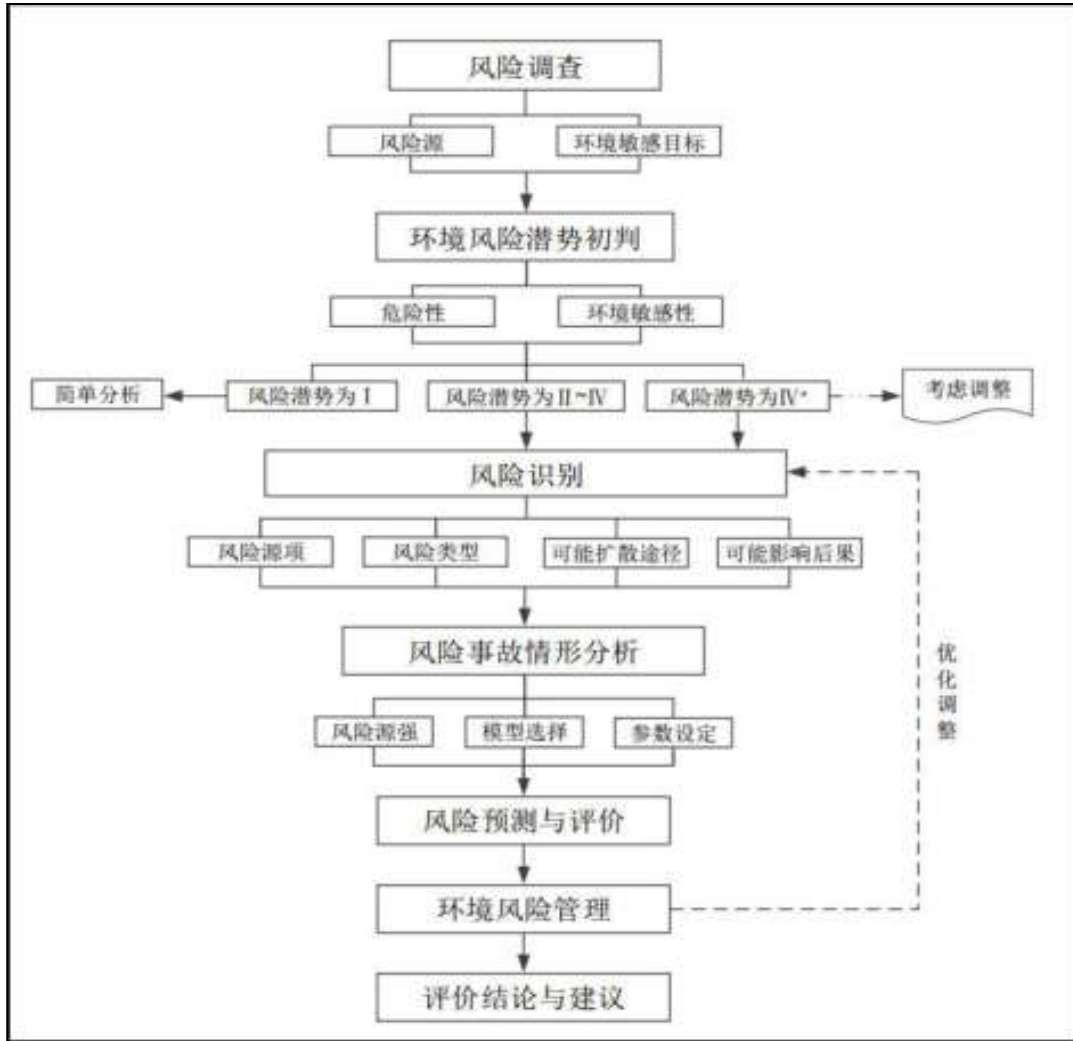 风险调查
风险源
环境敏感目标
环境风险潜势初判
危险性
环境敏感性
简单分析
风险潜势为Ⅰ
风险潜势为Ⅱ~Ⅳ
风险潜势为Ⅳ+
考虑调整
风险识别
风险源项
风险类型
可能扩散途径
可能影响后果
风险事故情形分析
风险源强
模型选择
参数设定
优化调整
风险预测与评价
环境风险管理
评价结论与建议